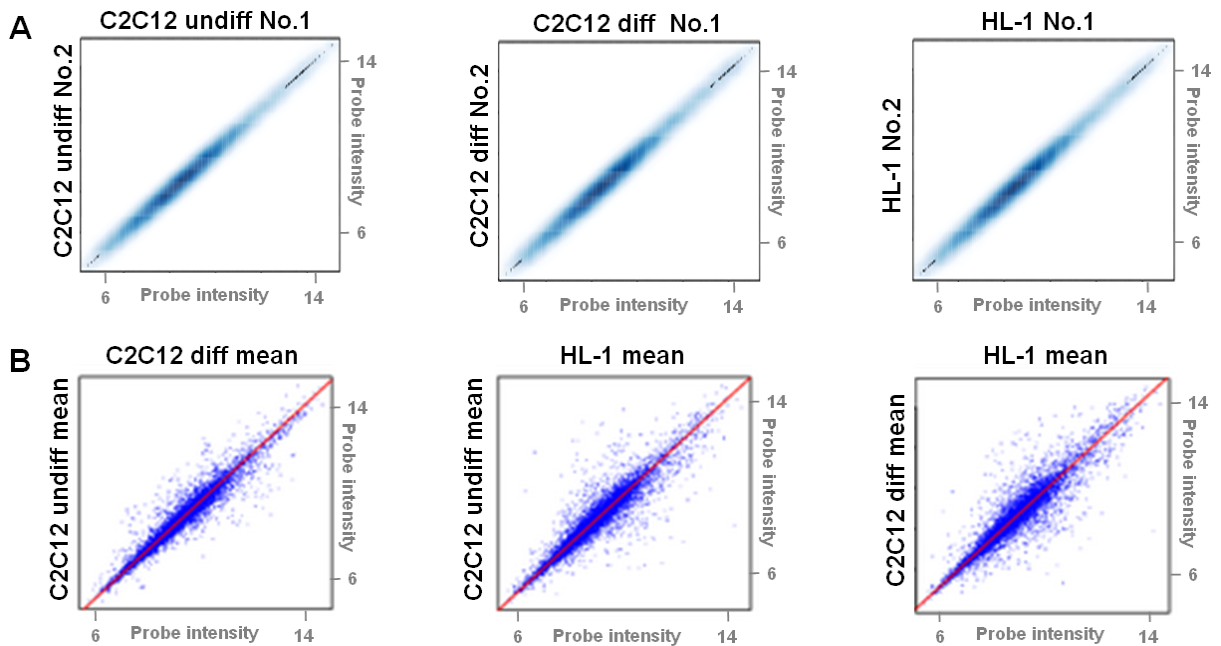 A
C2C12 undiff No.1
C2C12 undiff No.2
14
Probe intensity
6
6
Probe intensity
14
C2C12 diff No.1
C2C12 diff No.2
14
Probe intensity
6
6
Probe intensity
14
HL-1 No.1
HL-1 No.2
14
Probe intensity
6
6
Probe intensity
14
B
C2C12 diff mean
C2C12 undiff mean
14
Probe intensity
6
6
Probe intensity
14
HL-1 mean
C2C12 undiff mean
14
Probe intensity
6
6
Probe intensity
14
HL-1 mean
C2C12 diff mean
14
Probe intensity
6
6
Probe intensity
14